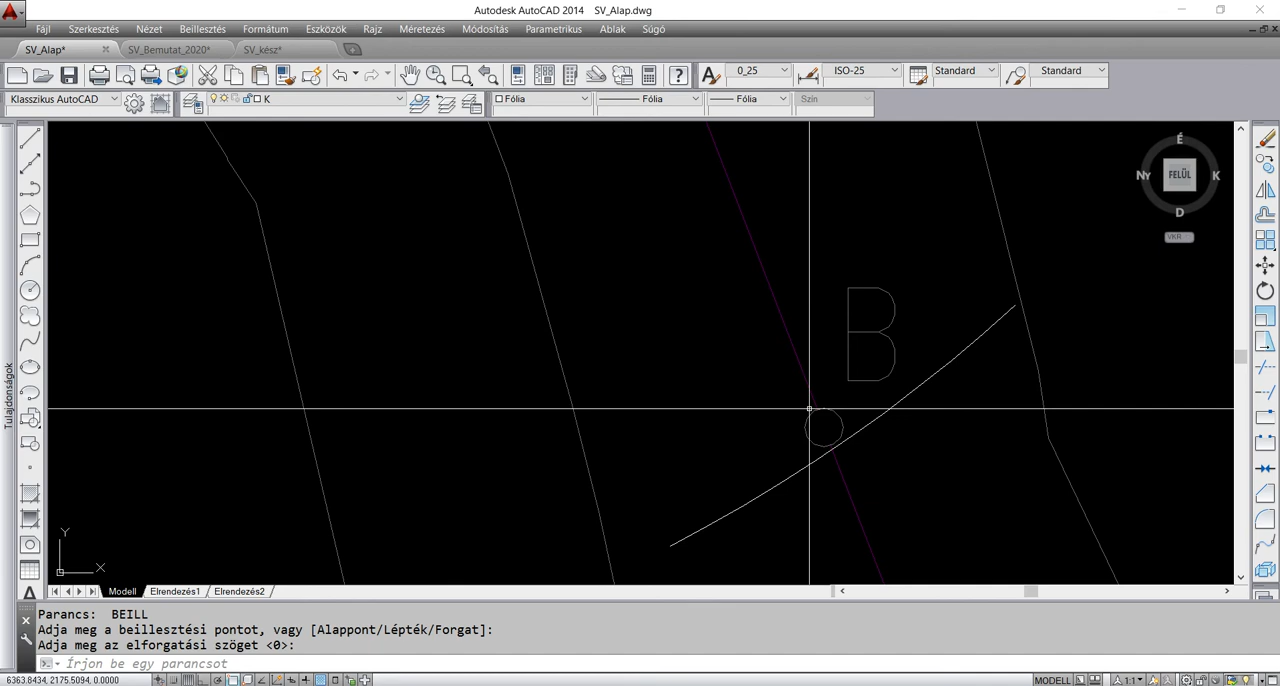 Autodesk AutoCAD 2014 SV_Alap.dwg
Fájl Szerkesztés Nézet Beillesztés Formátum Eszközök Rajz Méretezés Módosítás Parametrikus Ablak Súgó
SV_Alap* SV_Bemutat_2020* SV_kész*
0_25 ISO-25 Standard Standard
Klasszikus AutoCAD K Fólia Fólia Fólia Szín
É
Ny FELÜL K
D
VKR
B
Tulajdonságok
Y
X
Modell Elrendezés1 Elrendezés2
Parancs: BEILL
Adja meg a beillesztési pontot, vagy [Alappont/Lépték/Forgat]:
Adja meg az elforgatási szöget <0>:
Írjon be egy parancsot
6363.8434, 2175.5094, 0.0000 MODELL 1:1